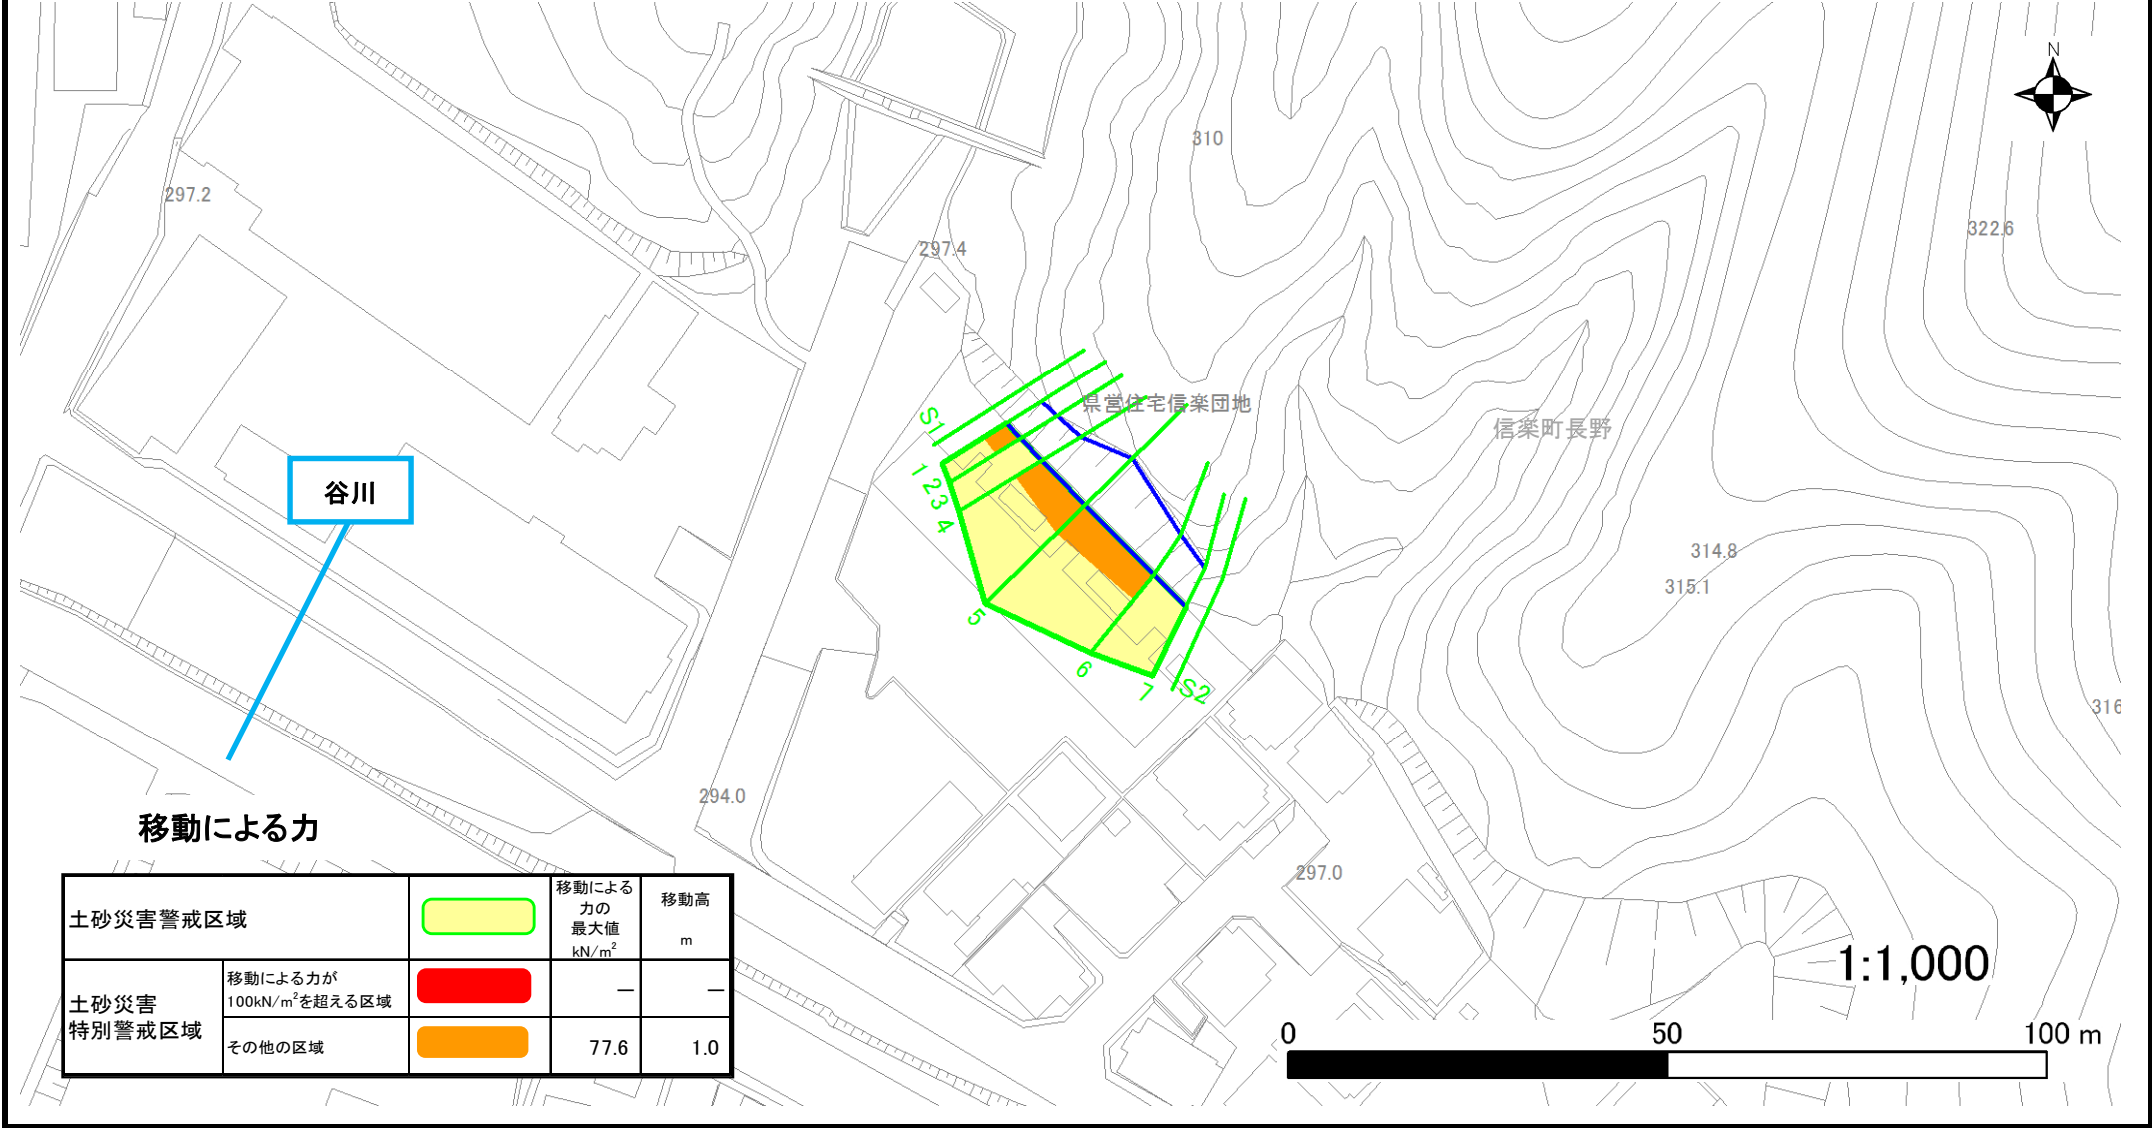 N
310
297.2
322.6
297.4
県営住宅信楽団地
S1
信楽町長野
1
2
3
4
谷川
314.8
315.1
5
6
7
S2
316
294.0
移動による力
297.0
土砂災害警戒区域
移動による
力の
最大値
kN/m²
移動高
m
土砂災害
特別警戒区域
移動による力が
100kN/m²を超える区域
—
—
その他の区域
77.6
1.0
1:1,000
0 50 100 m